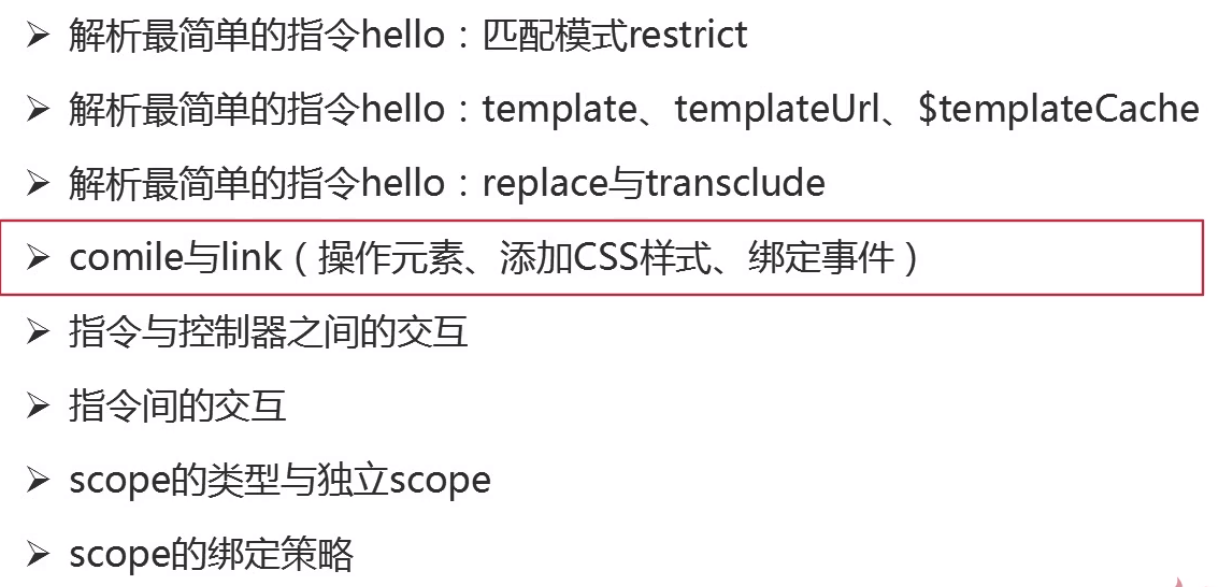 ➢ 解析最简单的指令hello：匹配模式restrict
➢ 解析最简单的指令hello：template、templateUrl、$templateCache
➢ 解析最简单的指令hello：replace与transclude
➢ comile与link（操作元素、添加CSS样式、绑定事件）
➢ 指令与控制器之间的交互
➢ 指令间的交互
➢ scope的类型与独立scope
➢ scope的绑定策略